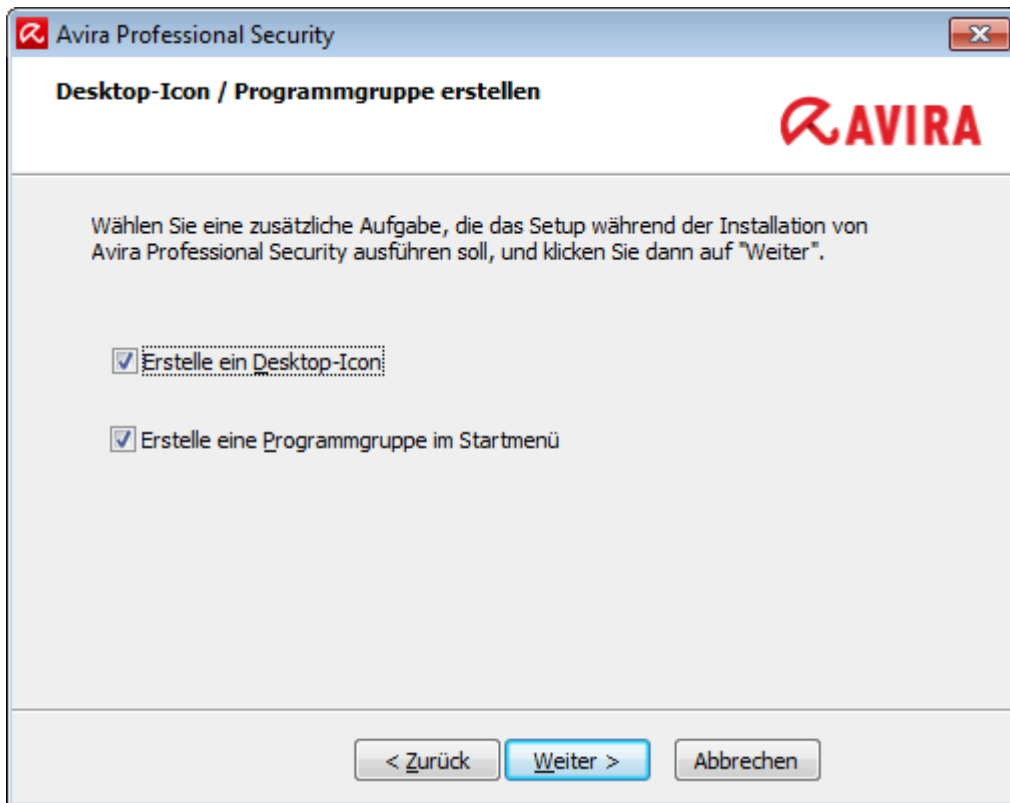 Avira Professional Security
Desktop-Icon / Programmgruppe erstellen
AVIRA
Wählen Sie eine zusätzliche Aufgabe, die das Setup während der Installation von
Avira Professional Security ausführen soll, und klicken Sie dann auf "Weiter".
Erstelle ein Desktop-Icon
Erstelle eine Programmgruppe im Startmenü
< Zurück
Weiter >
Abbrechen